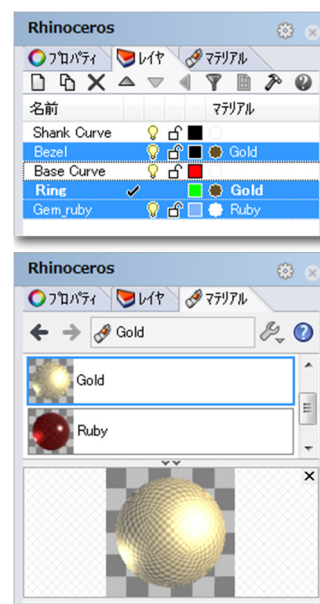 Rhinoceros
プロパティ レイヤ マテリアル
名前 マテリアル
Shank Curve
Bezel Gold
Base Curve
Ring Gold
Gem_ruby Ruby
Rhinoceros
プロパティ レイヤ マテリアル
Gold
Gold
Ruby